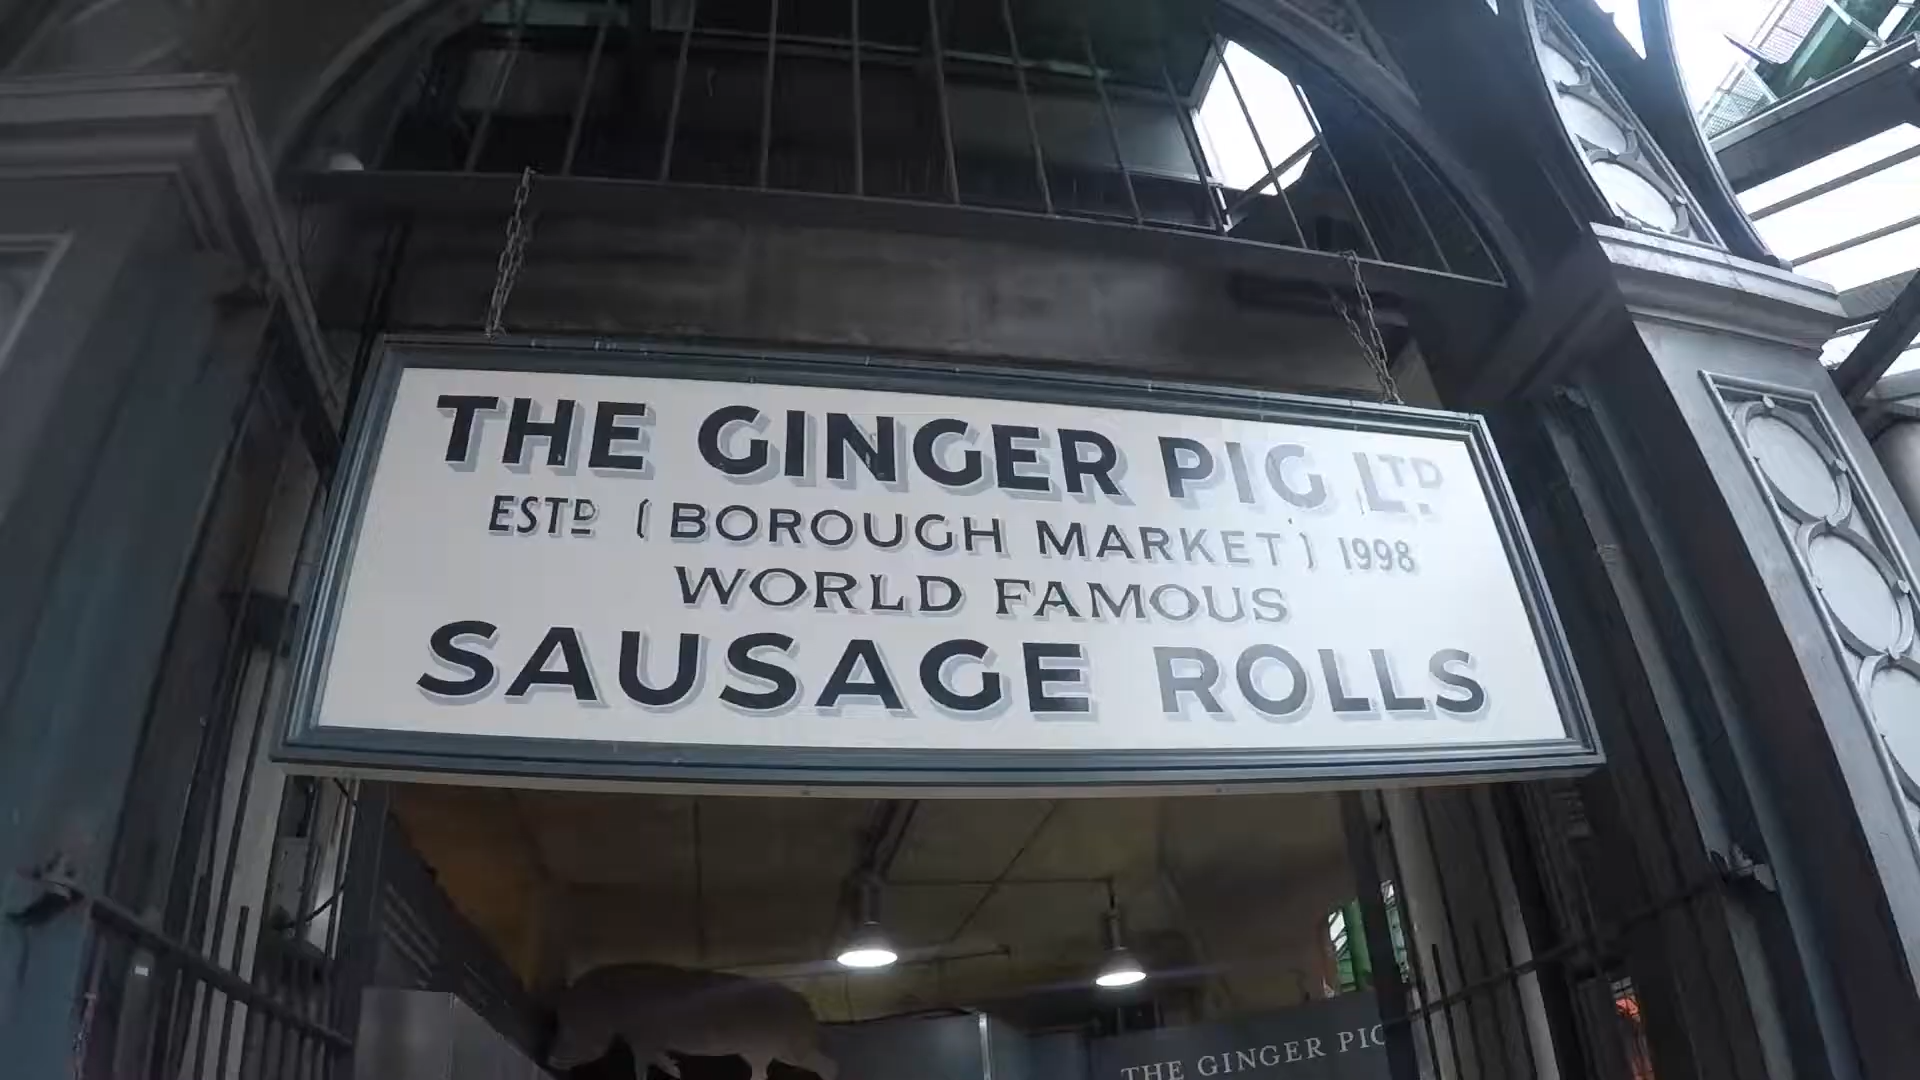 THE GINGER PIG LTD.
ESTD (BOROUGH MARKET) 1998
WORLD FAMOUS
SAUSAGE ROLLS
THE GINGER PIG